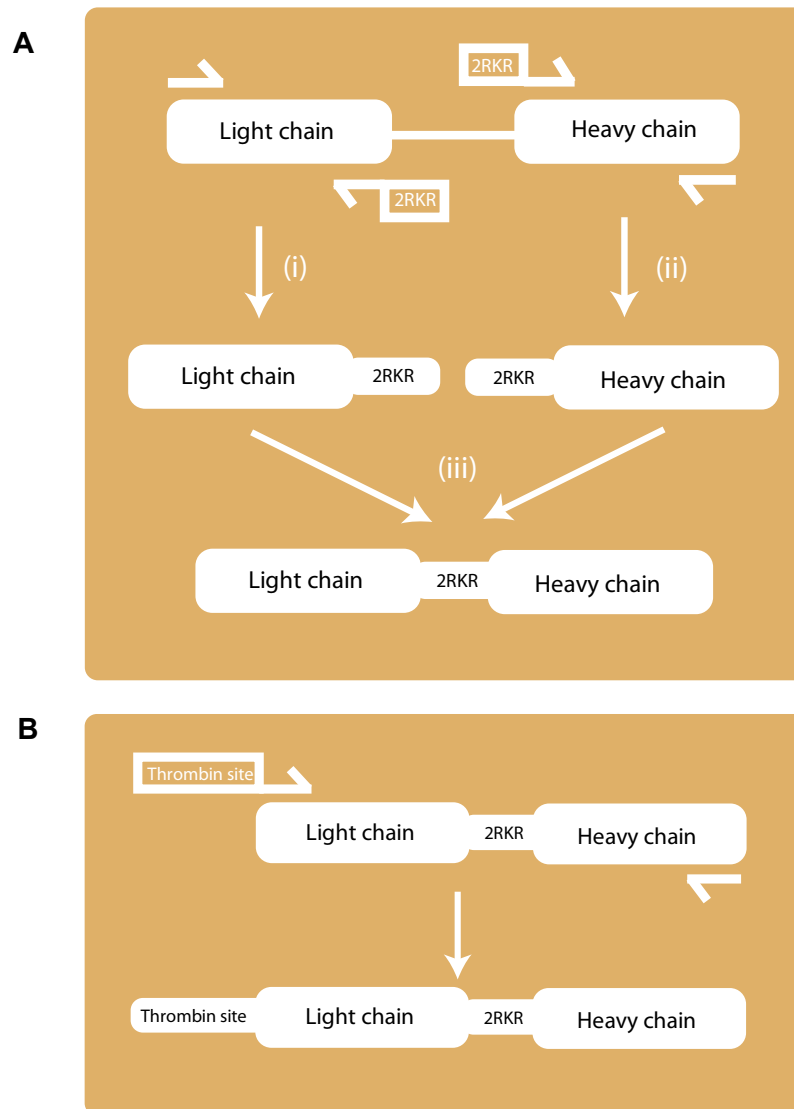 A
2RKR
Light chain
Heavy chain
2RKR
(i)
(ii)
Light chain
2RKR
2RKR
Heavy chain
(iii)
Light chain
2RKR
Heavy chain
B
Thrombin site
Light chain
2RKR
Heavy chain
Thrombin site
Light chain
2RKR
Heavy chain